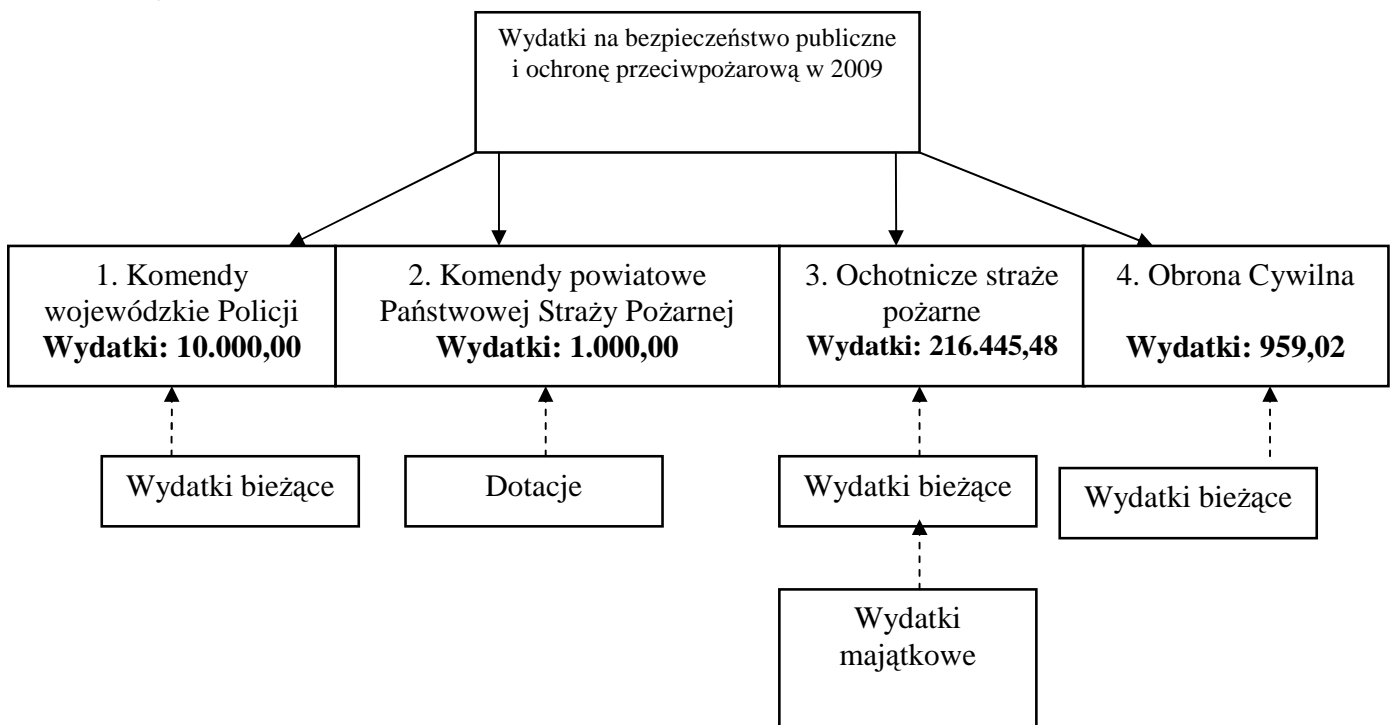 Wydatki na bezpieczeństwo publiczne
i ochronę przeciwpożarową w 2009
1. Komendy
wojewódzkie Policji
Wydatki: 10.000,00
2. Komendy powiatowe
Państwowej Straży Pożarnej
Wydatki: 1.000,00
3. Ochotnicze straże
pożarne
Wydatki: 216.445,48
4. Obrona Cywilna
Wydatki: 959,02
Wydatki bieżące
Dotacje
Wydatki bieżące
Wydatki bieżące
Wydatki
majątkowe